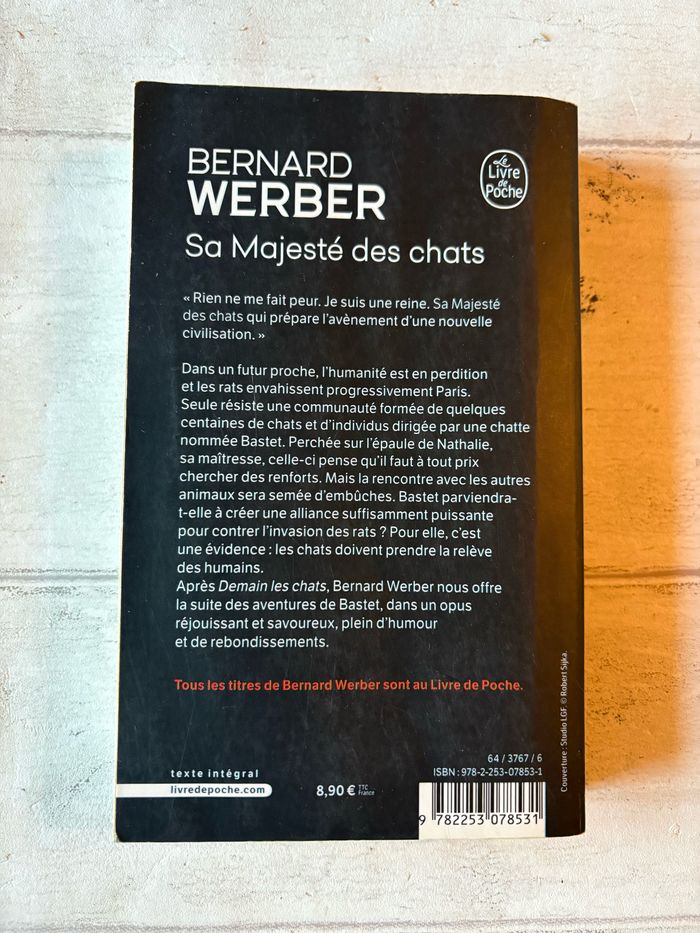 BERNARD
WERBER
Sa Majesté des chats
Le
Livre
de
Poche
« Rien ne me fait peur. Je suis une reine. Sa Majesté
des chats qui prépare l'avènement d'une nouvelle
civilisation. »
Dans un futur proche, l'humanité est en perdition
et les rats envahissent progressivement Paris.
Seule résiste une communauté formée de quelques
centaines de chats et d'individus dirigée par une chatte
nommée Bastet. Perchée sur l'épaule de Nathalie,
sa maîtresse, celle-ci pense qu'il faut à tout prix
chercher des renforts. Mais la rencontre avec les autres
animaux sera semée d'embûches. Bastet parviendra-
t-elle à créer une alliance suffisamment puissante
pour contrer l'invasion des rats ? Pour elle, c'est
une évidence : les chats doivent prendre la relève
des humains.
Après Demain les chats, Bernard Werber nous offre
la suite des aventures de Bastet, dans un opus
réjouissant et savoureux, plein d'humour
et de rebondissements.
Tous les titres de Bernard Werber sont au Livre de Poche.
Couverture : Studio LGF. © Robert Sijka.
texte intégral
livredepoche.com
8,90 € TTC
France
64 / 3767 / 6
ISBN : 978-2-253-07853-1
9 782253 078531